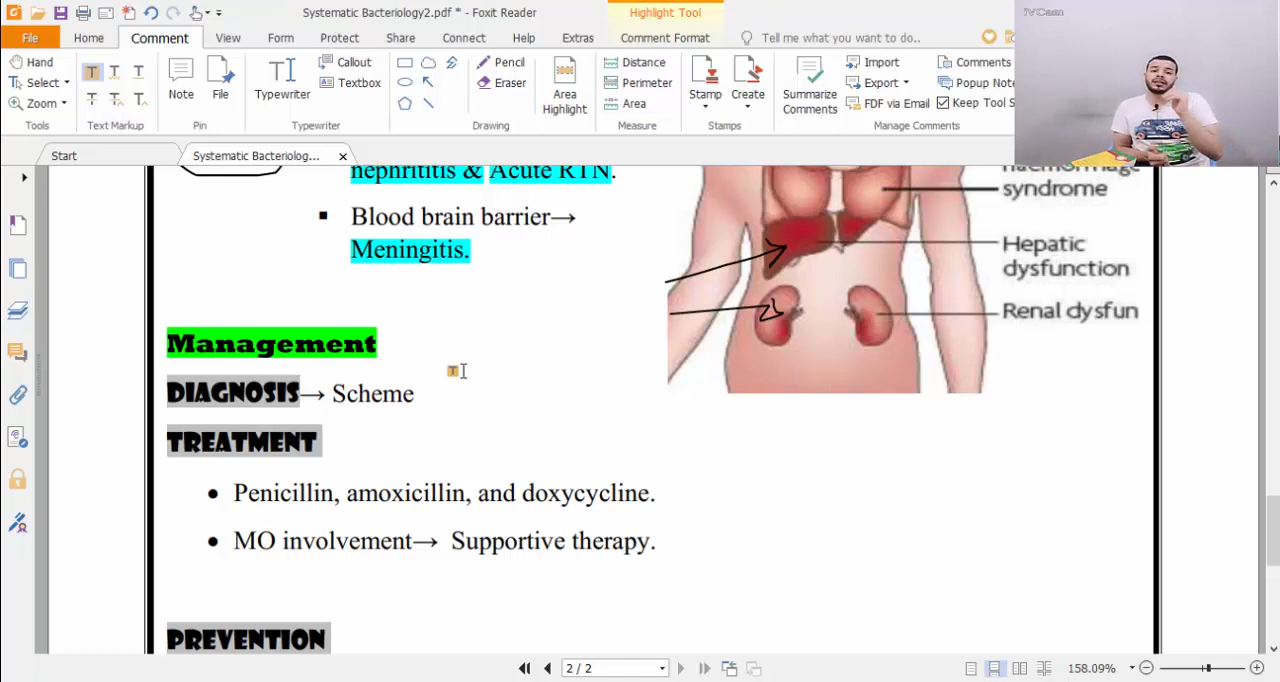 Systematic Bacteriology2.pdf * - Foxit Reader
Highlight Tool
iVCam
File
Home
Comment
View
Form
Protect
Share
Connect
Help
Extras
Comment Format
Tell me what you want to do..
Hand
Select
Zoom
Tools
Text Markup
Note
File
Pin
Typewriter
Callout
Textbox
Typewriter
Pencil
Eraser
Drawing
Area
Highlight
Distance
Perimeter
Area
Measure
Stamp
Create
Stamps
Summarize
Comments
Import
Export
FDF via Email
Comments
Popup Note
Keep Tool S
Manage Comments
Start
Systematic Bacteriolog...
nephrititis & Acute RTN.
▪ Blood brain barrier→
Meningitis.
syndrome
Hepatic
dysfunction
Renal dysfun
Management
DIAGNOSIS→ Scheme
TREATMENT
• Penicillin, amoxicillin, and doxycycline.
• MO involvement→ Supportive therapy.
PREVENTION
2 / 2
158.09%